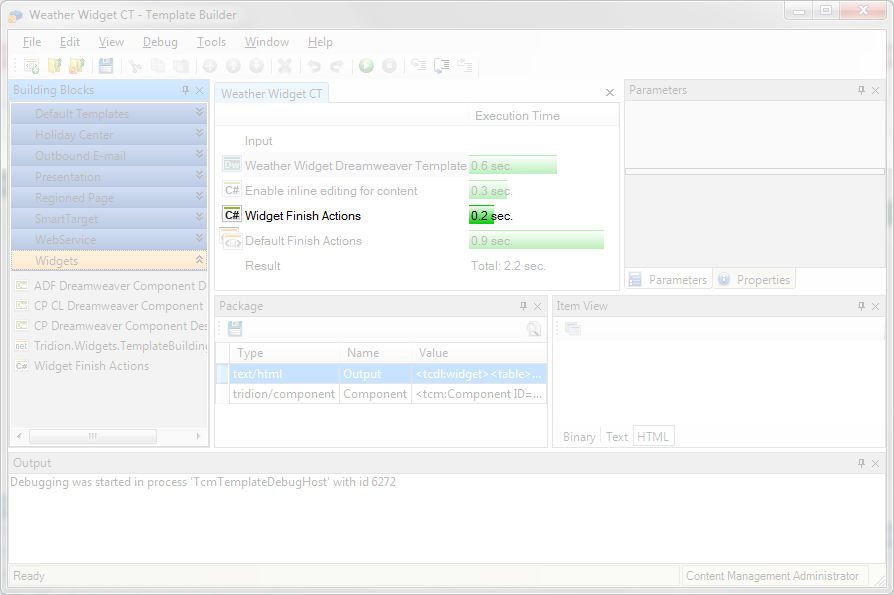 Weather Widget CT - Template Builder
File Edit View Debug Tools Window Help
Building Blocks
Default Templates
Holiday Center
Outbound E-mail
Presentation
Regioned Page
SmartTarget
WebService
Widgets
ADF Dreamweaver Component D
CP CL Dreamweaver Component
CP Dreamweaver Component Des
net Tridion.Widgets.TemplateBuilding
C# Widget Finish Actions
Weather Widget CT
Execution Time
Input
Dw Weather Widget Dreamweaver Template 0.6 sec.
C# Enable inline editing for content 0.3 sec.
C# Widget Finish Actions 0.2 sec.
Default Finish Actions 0.9 sec.
Result Total: 2.2 sec.
Parameters
Parameters Properties
Package
Type Name Value
text/html Output <tcdl:widget><table>...
tridion/component Component <tcm:Component ID=...
Item View
Binary Text HTML
Output
Debugging was started in process 'TcmTemplateDebugHost' with id 6272
Ready Content Management Administrator